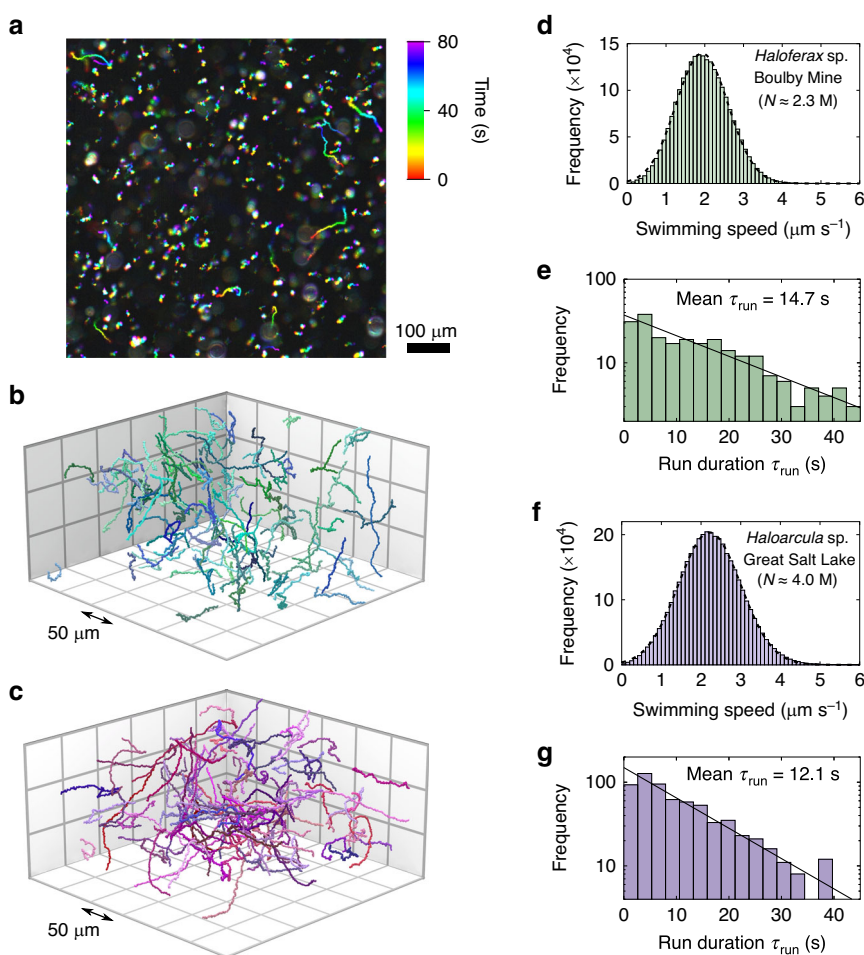 a
80
40
0
Time (s)
100 μm
b
50 μm
c
50 μm
d
15
10
5
0
Frequency (×10⁴)
Haloferax sp.
Boulby Mine
(N ≈ 2.3 M)
0 1 2 3 4 5 6
Swimming speed (μm s⁻¹)
e
100
10
Frequency
Mean τrun = 14.7 s
0 10 20 30 40
Run duration τrun (s)
f
20
10
0
Frequency (×10⁴)
Haloarcula sp.
Great Salt Lake
(N ≈ 4.0 M)
0 1 2 3 4 5 6
Swimming speed (μm s⁻¹)
g
100
10
Frequency
Mean τrun = 12.1 s
0 10 20 30 40
Run duration τrun (s)